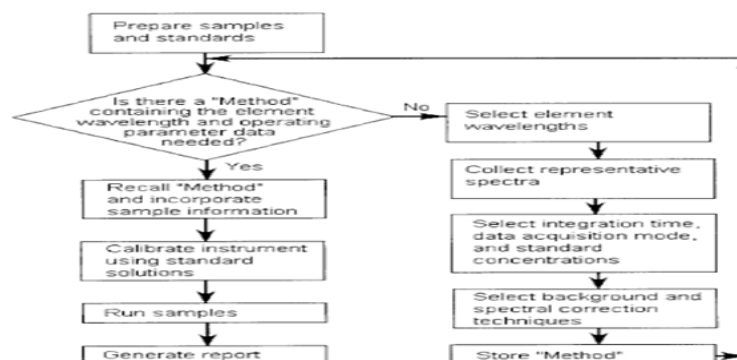 Prepare samples
and standards
Is there a "Method"
containing the element
wavelength and operating
parameter data
needed?
No
Yes
Select element
wavelengths
Collect representative
spectra
Recall "Method"
and incorporate
sample information
Select integration time,
data acquisition mode,
and standard
concentrations
Calibrate instrument
using standard
solutions
Select background and
spectral correction
techniques
Run samples
Generate report
Store "Method"